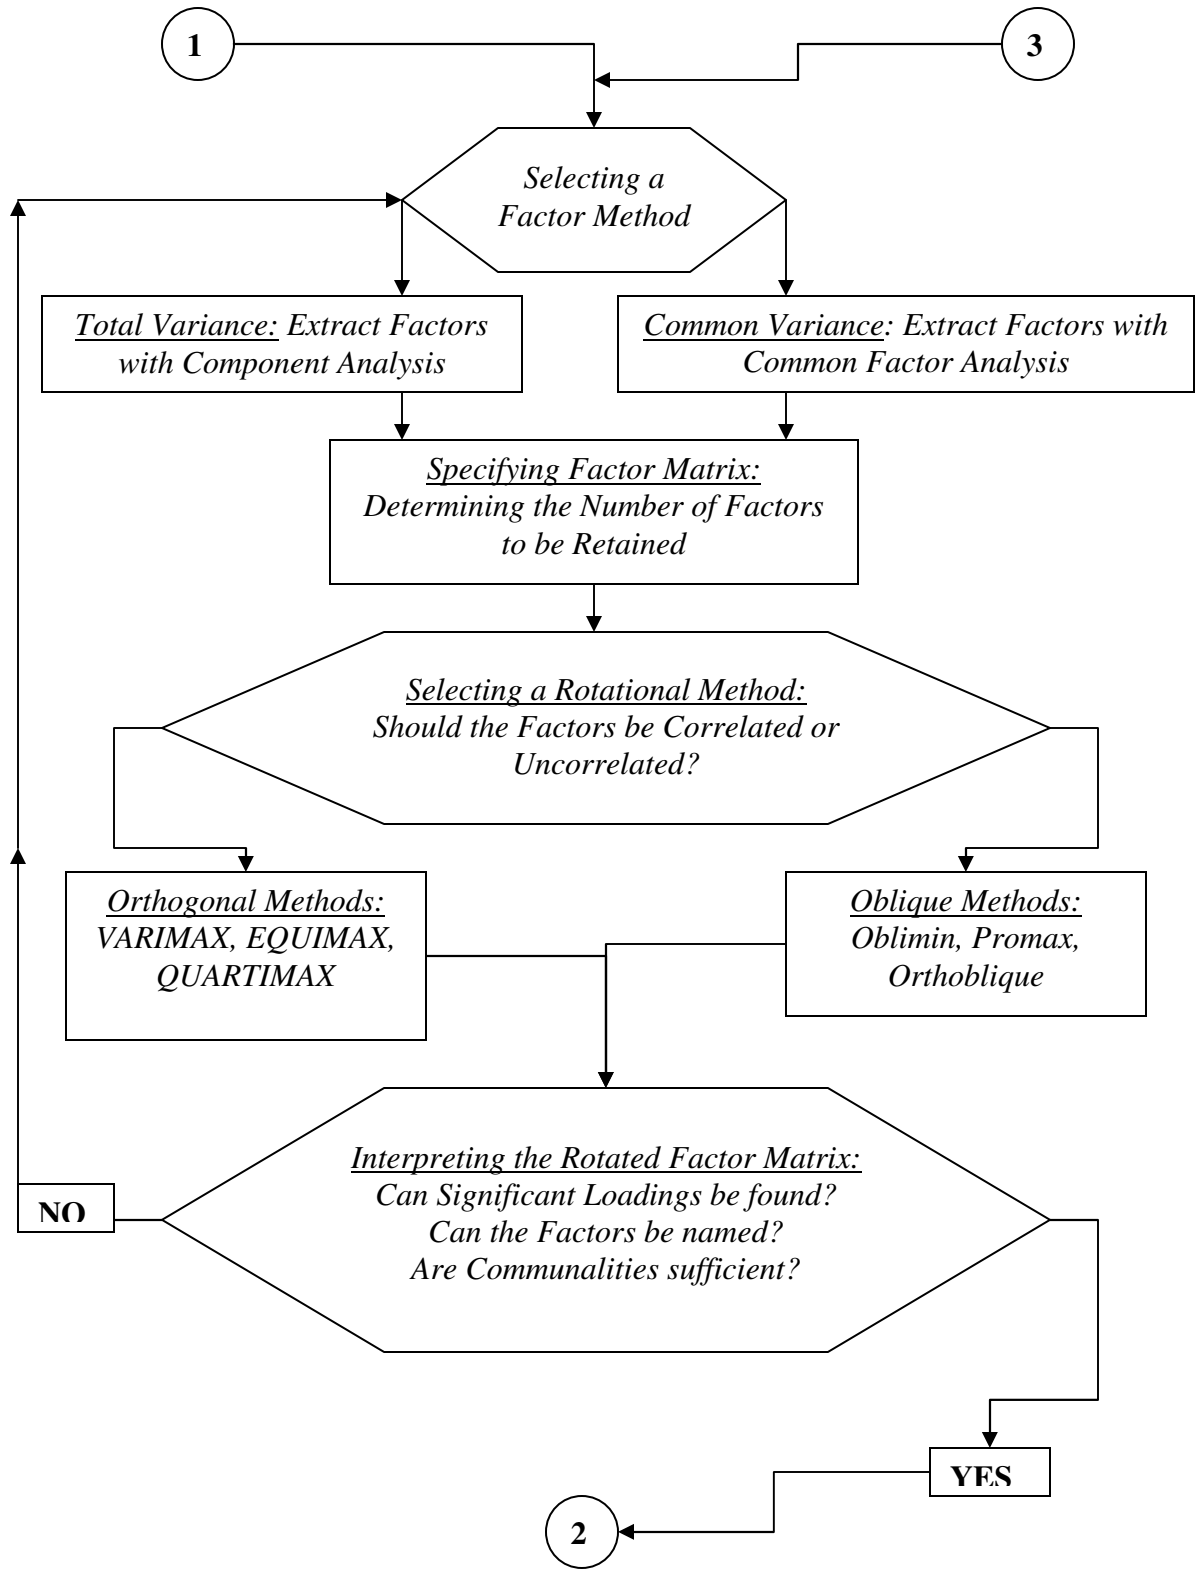 1
3
Selecting a
Factor Method
Total Variance: Extract Factors
with Component Analysis
Common Variance: Extract Factors with
Common Factor Analysis
Specifying Factor Matrix:
Determining the Number of Factors
to be Retained
Selecting a Rotational Method:
Should the Factors be Correlated or
Uncorrelated?
Orthogonal Methods:
VARIMAX, EQUIMAX,
QUARTIMAX
Oblique Methods:
Oblimin, Promax,
Orthoblique
Interpreting the Rotated Factor Matrix:
Can Significant Loadings be found?
Can the Factors be named?
Are Communalities sufficient?
NO
YES
2